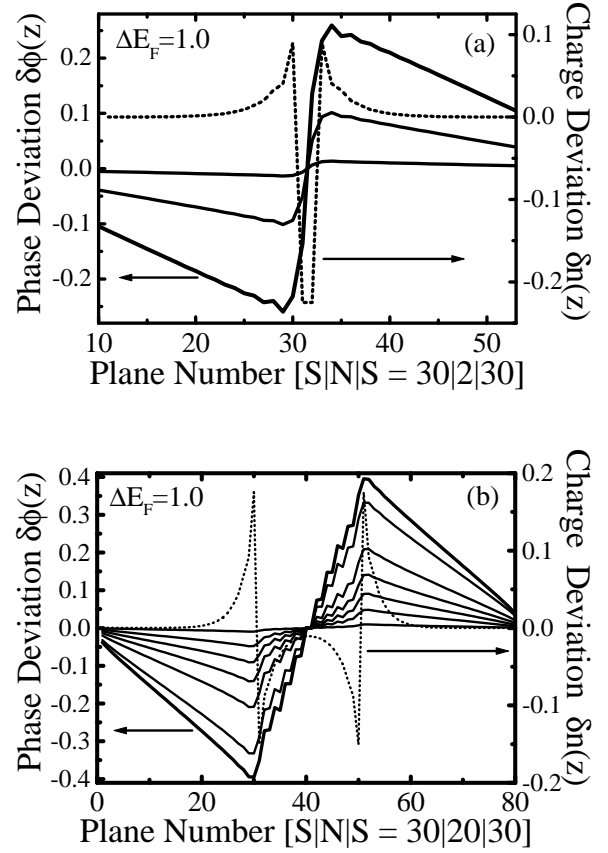 ΔE_F=1.0
(a)
Phase Deviation δϕ(z)
0.2
0.1
0.0
-0.1
-0.2
Charge Deviation δn(z)
0.1
0.0
-0.1
-0.2
10 20 30 40 50
Plane Number [S|N|S = 30|2|30]
ΔE_F=1.0
(b)
Phase Deviation δϕ(z)
0.4
0.3
0.2
0.1
0.0
-0.1
-0.2
-0.3
-0.4
Charge Deviation δn(z)
0.2
0.1
0.0
-0.1
-0.2
0 20 40 60 80
Plane Number [S|N|S = 30|20|30]